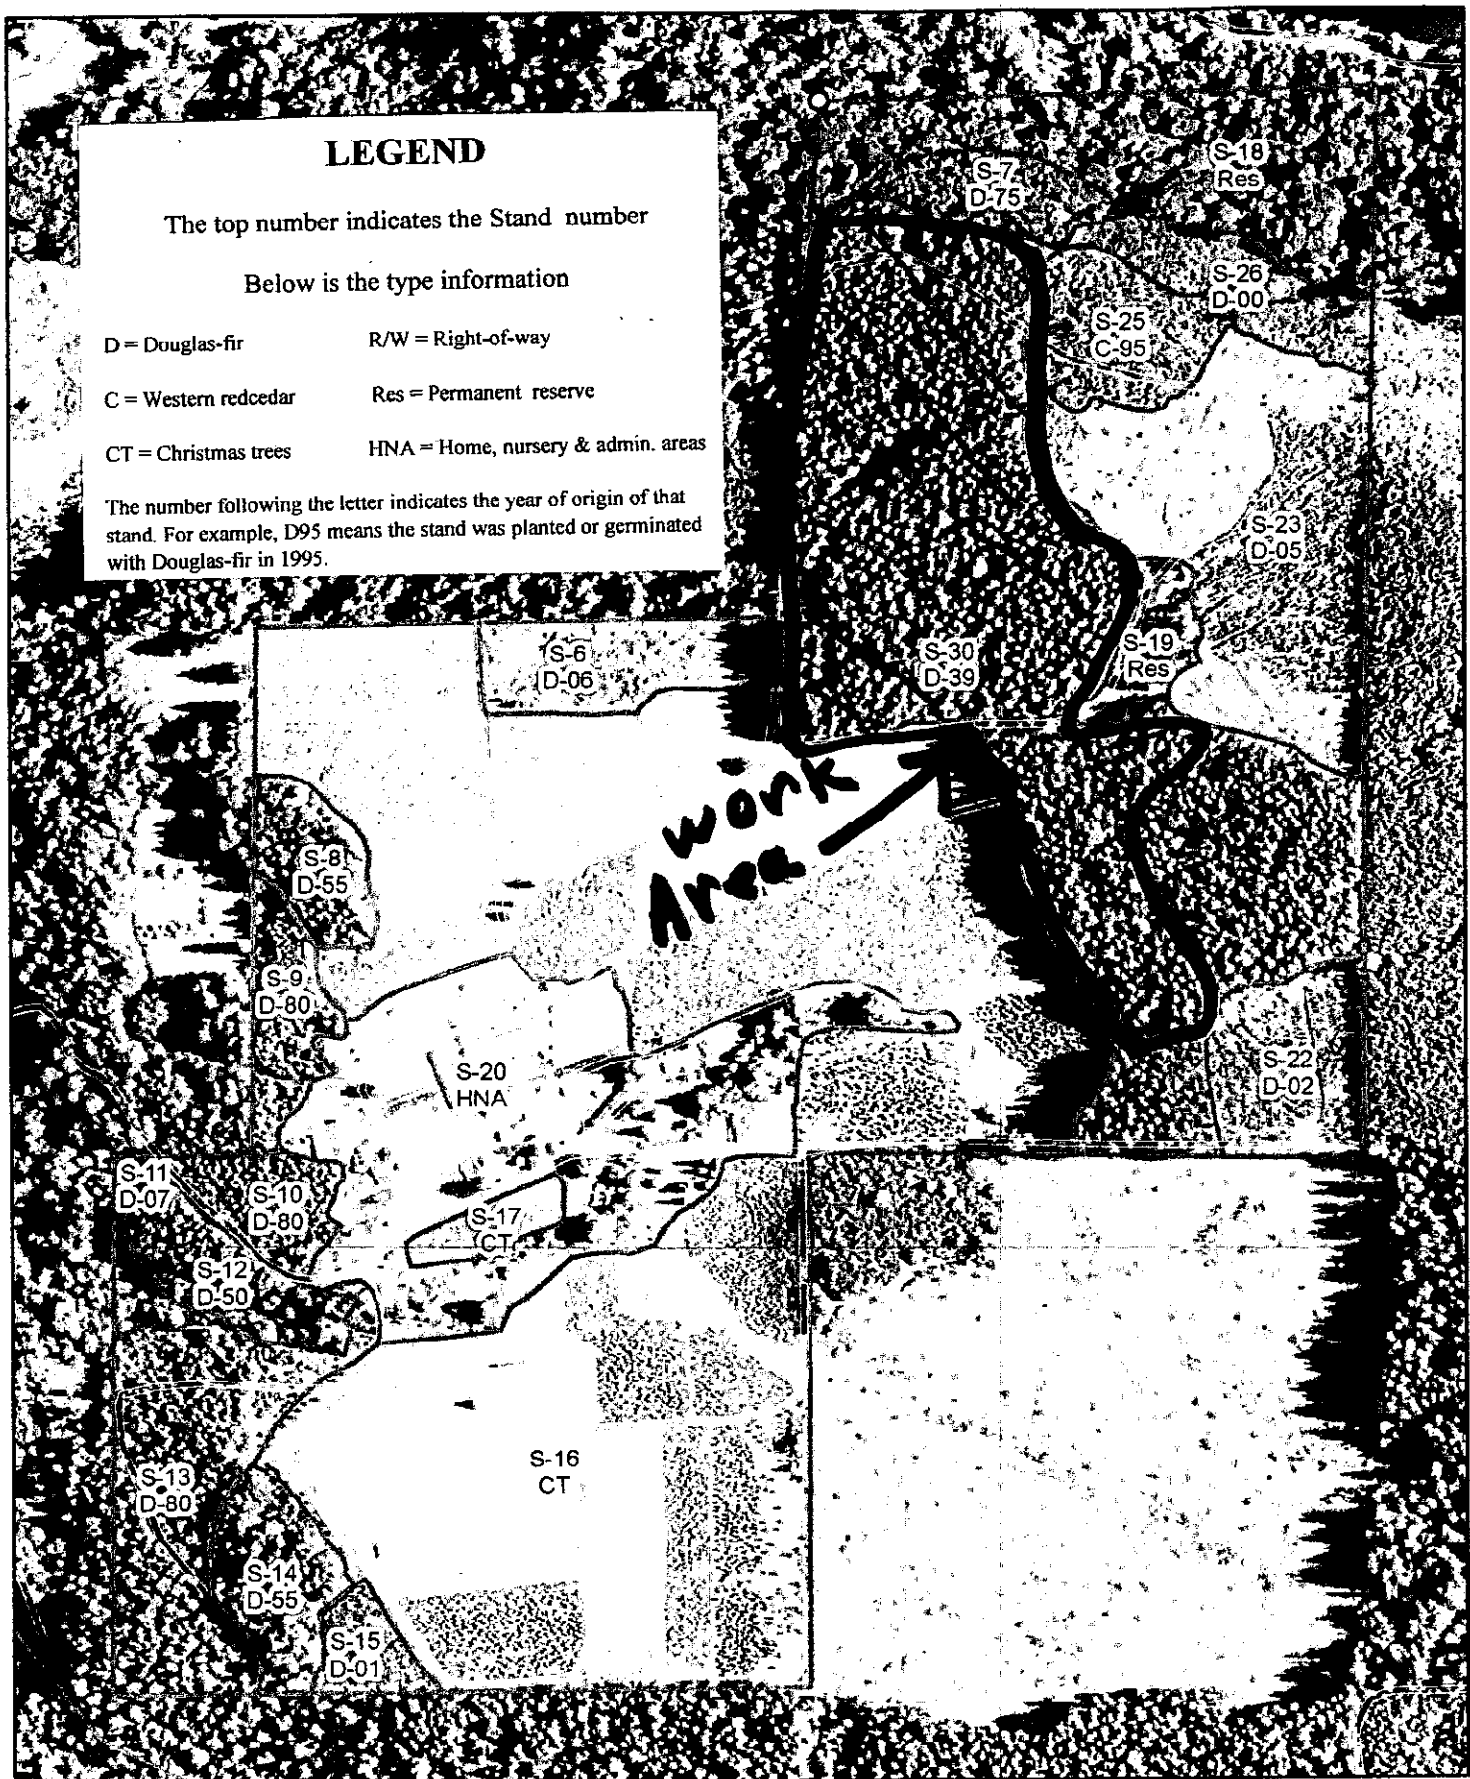 LEGEND
The top number indicates the Stand number
Below is the type information
D = Douglas-fir
R/W = Right-of-way
C = Western redcedar
Res = Permanent reserve
CT = Christmas trees
HNA = Home, nursery & admin. areas
The number following the letter indicates the year of origin of that
stand. For example, D95 means the stand was planted or germinated
with Douglas-fir in 1995.
S-18
Res
S-7
D-75
S-26
D-00
S-25
C-95
S-23
D-05
S-19
Res
S-30
D-39
S-6
D-06
work
Area
S-8
D-55
S-9
D-80
S-20
HNA
S-22
D-02
S-11
D-07
S-10
D-80
S-17
CT
S-12
D-50
S-16
CT
S-13
D-80
S-14
D-55
S-15
D-01